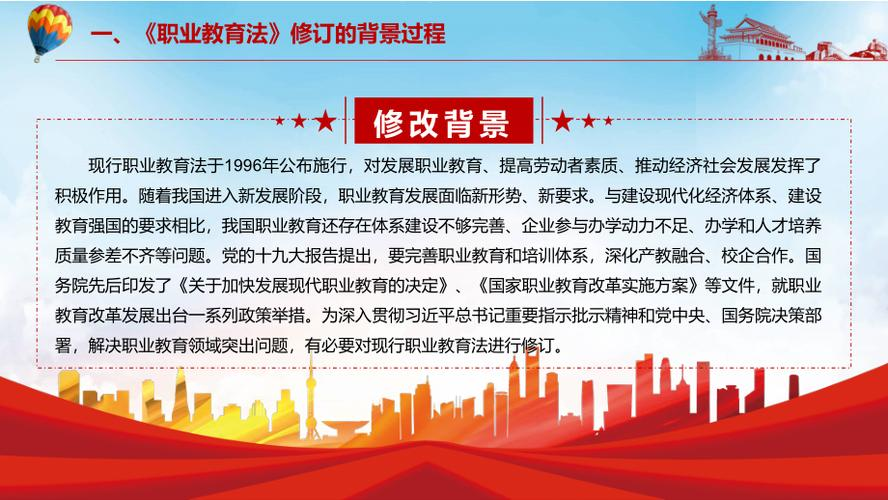 一、《职业教育法》修订的背景过程
修改背景
现行职业教育法于1996年公布施行，对发展职业教育、提高劳动者素质、推动经济社会发展发挥了
积极作用。随着我国进入新发展阶段，职业教育发展面临新形势、新要求。与建设现代化经济体系、建设
教育强国的要求相比，我国职业教育还存在体系建设不够完善、企业参与办学动力不足、办学和人才培养
质量参差不齐等问题。党的十九大报告提出，要完善职业教育和培训体系，深化产教融合、校企合作。国
务院先后印发了《关于加快发展现代职业教育的决定》、《国家职业教育改革实施方案》等文件，就职业
教育改革发展出台一系列政策举措。为深入贯彻习近平总书记重要指示批示精神和党中央、国务院决策部
署，解决职业教育领域突出问题，有必要对现行职业教育法进行修订。